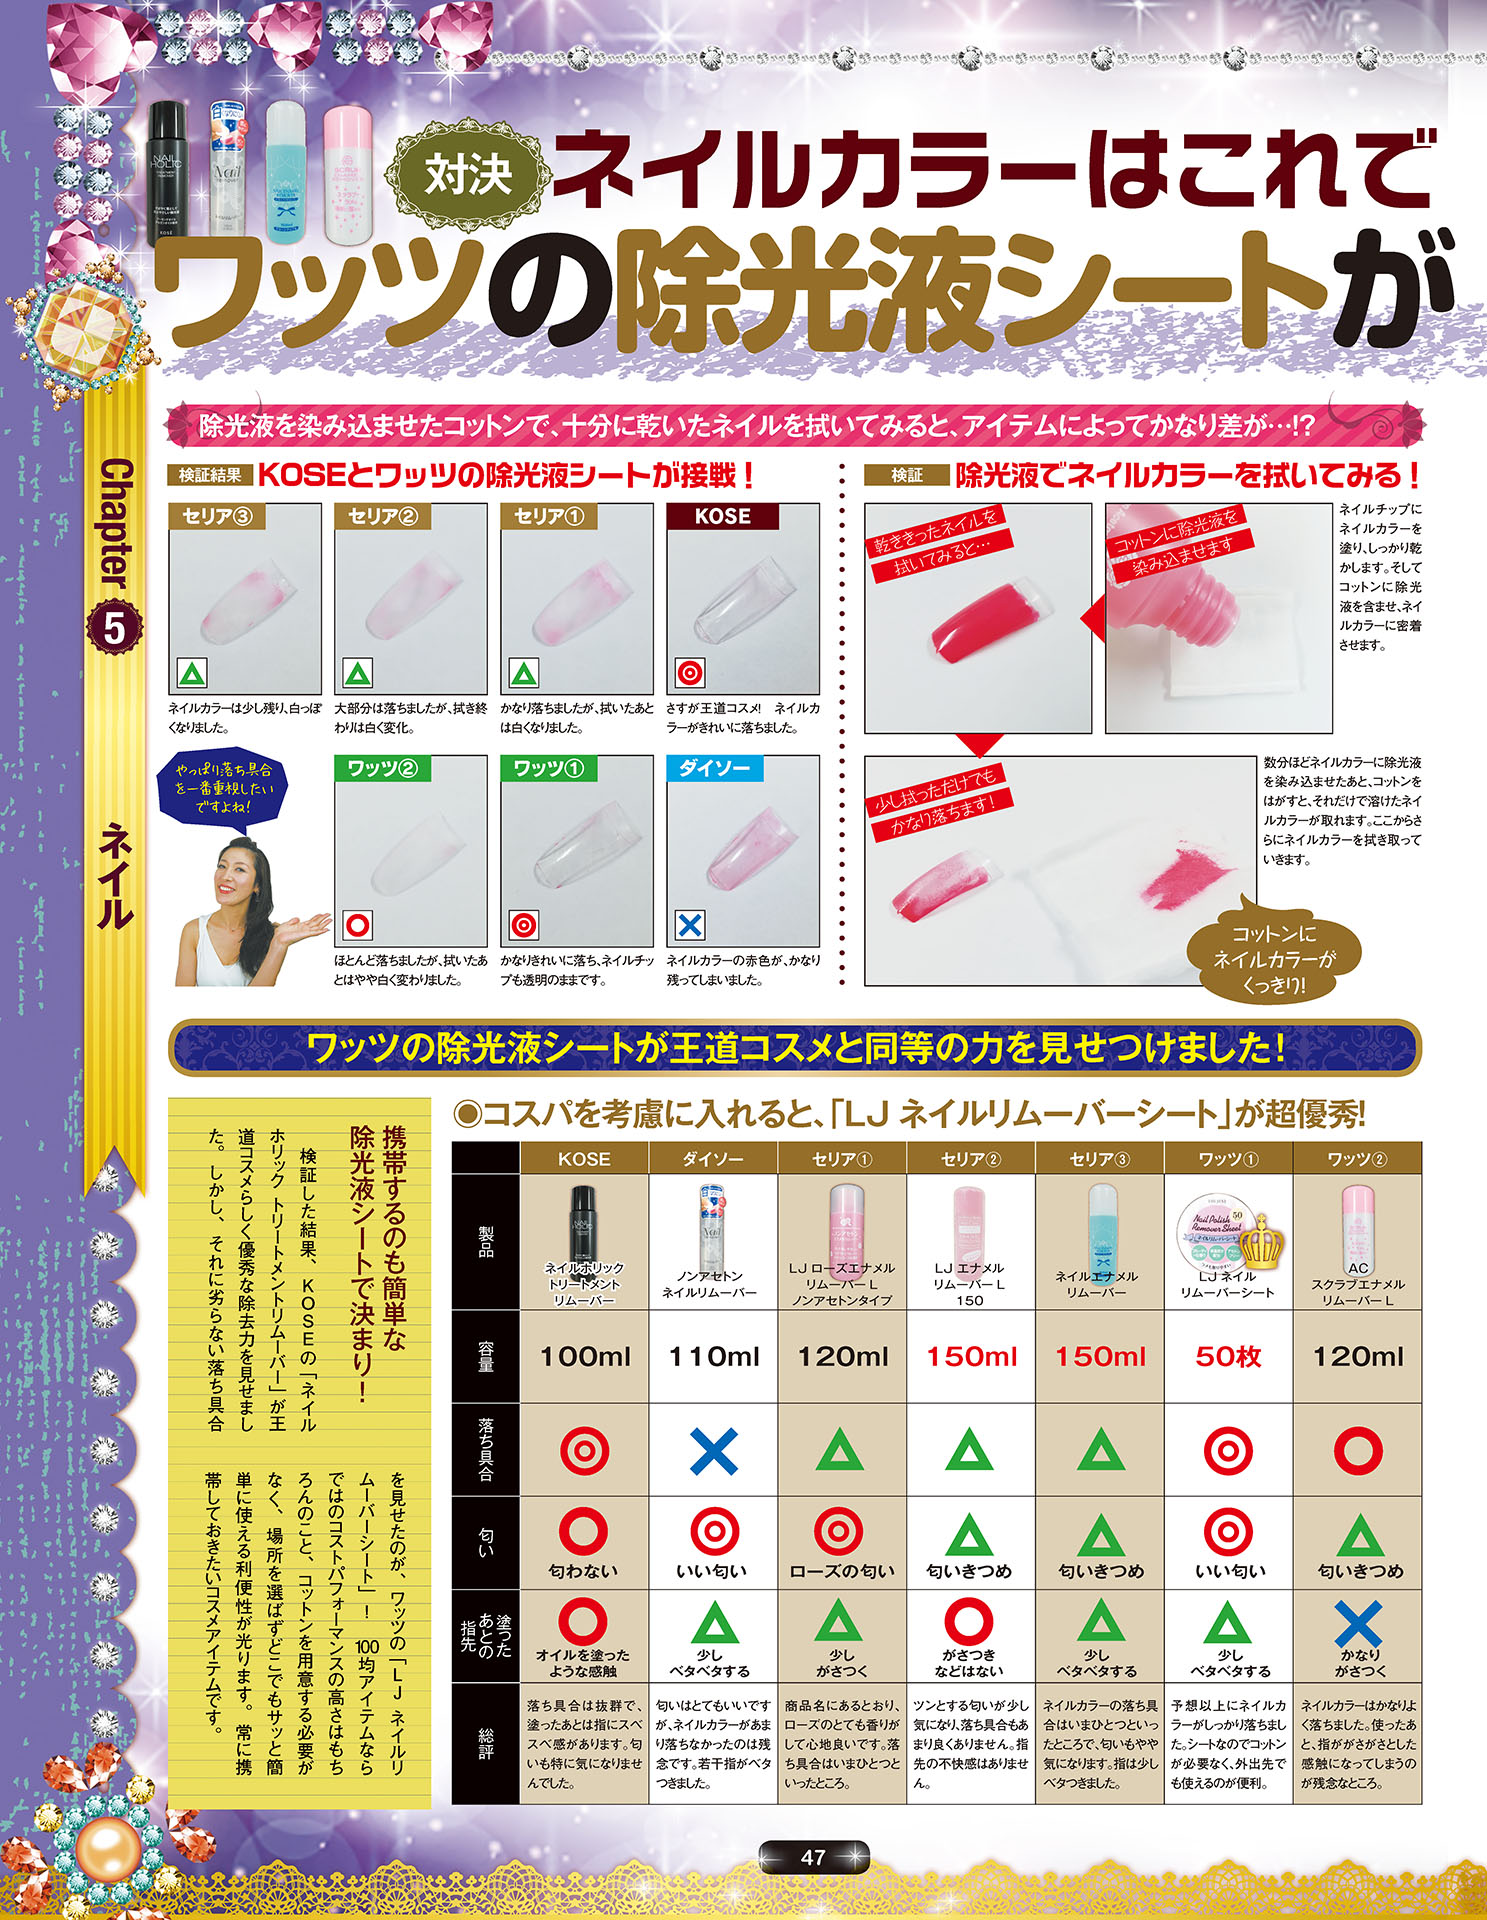 対決
ネイルカラーはこれで
ワッツの除光液シートが
除光液を染み込ませたコットンで、十分に乾いたネイルを拭いてみると、アイテムによってかなり差が…!?
検証 除光液でネイルカラーを拭いてみる!
コットンに除光液を
染み込ませます
ネイルチップに
ネイルカラーを
塗り、しっかり乾
かします。そして
コットンに除光
液を含ませ、ネイ
ルカラーに密着
させます。
乾ききったネイルを
拭いてみると…
少し拭っただけでも
かなり落ちます!
数分ほどネイルカラーに除光液
を染み込ませたあと、コットンを
はがすと、それだけで溶けたネイ
ルカラーが取れます。ここからさ
らにネイルカラーを拭き取って
いきます。
コットンに
ネイルカラーが
くっきり!
検証結果 KOSEとワッツの除光液シートが接戦!
KOSE
さすが王道コスメ! ネイルカ
ラーがきれいに落ちました。
セリア①
かなり落ちましたが、拭いたあと
は白くなりました。
セリア②
大部分は落ちましたが、拭き終
わりは白く変化。
セリア③
ネイルカラーは少し残り、白っぽ
くなりました。
ダイソー
ネイルカラーの赤色が、かなり
残ってしまいました。
ワッツ①
かなりきれいに落ち、ネイルチッ
プも透明のままです。
ワッツ②
ほとんど落ちましたが、拭いたあ
とはやや白く変わりました。
やっぱり落ち具合
を一番重視したい
ですよね!
Chapter 5 ネイル
ワッツの除光液シートが王道コスメと同等の力を見せつけました!
携帯するのも簡単な
除光液シートで決まり!
検証した結果、KOSEの「ネイル
ホリック トリートメントリムーバー」が王
道コスメらしく優秀な除去力を見せまし
た。しかし、それに劣らない落ち具合
を見せたのが、ワッツの「LJ ネイルリ
ムーバーシート」! 100均アイテムなら
ではのコストパフォーマンスの高さはもち
ろんのこと、コットンを用意する必要が
なく、場所を選ばずどこでもサッと簡
単に使える利便性が光ります。常に携
帯しておきたいコスメアイテムです。
◉コスパを考慮に入れると、「LJ ネイルリムーバーシート」が超優秀!
KOSE ダイソー セリア① セリア② セリア③ ワッツ① ワッツ②
製品
ネイルホリック
トリートメント
リムーバー
ノンアセトン
ネイルリムーバー
LJ ローズエナメル
リムーバー L
ノンアセトンタイプ
LJ エナメル
リムーバー L
150
ネイルエナメル
リムーバー
LJ ネイル
リムーバーシート
AC
スクラブエナメル
リムーバー L
容量 100ml 110ml 120ml 150ml 150ml 50枚 120ml
落ち具合 ◎ × △ △ △ ◎ ○
匂い ○ ◎ ◎ △ △ ◎ △
匂わない いい匂い ローズの匂い 匂いきつめ 匂いきつめ いい匂い 匂いきつめ
塗った
あとの
指先
○ △ △ ○ △ △ ×
オイルを塗った
ような感触
少し
ベタベタする
少し
がさつく
がさつき
などはない
少し
ベタベタする
少し
ベタベタする
かなり
がさつく
総評
落ち具合は抜群で、
塗ったあとは指にスベ
スベ感があります。匂
いも特に気になりませ
んでした。
匂いはとてもいいです
が、ネイルカラーがあま
り落ちなかったのは残
念です。若干指がベタ
つきました。
商品名にあるとおり、
ローズのとても香りが
して心地良いです。落
ち具合はいまひとつと
いったところ。
ツンとする匂いが少し
気になり、落ち具合もあ
まり良くありません。指
先の不快感はありませ
ん。
ネイルカラーの落ち具
合はいまひとつといっ
たところで、匂いもやや
気になります。指は少し
ベタつきました。
予想以上にネイルカ
ラーがしっかり落ちまし
た。シートなのでコットン
が必要なく、外出先で
も使えるのが便利。
ネイルカラーはかなりよ
く落ちました。使ったあ
と、指ががさがさとした
感触になってしまうの
が残念なところ。
47